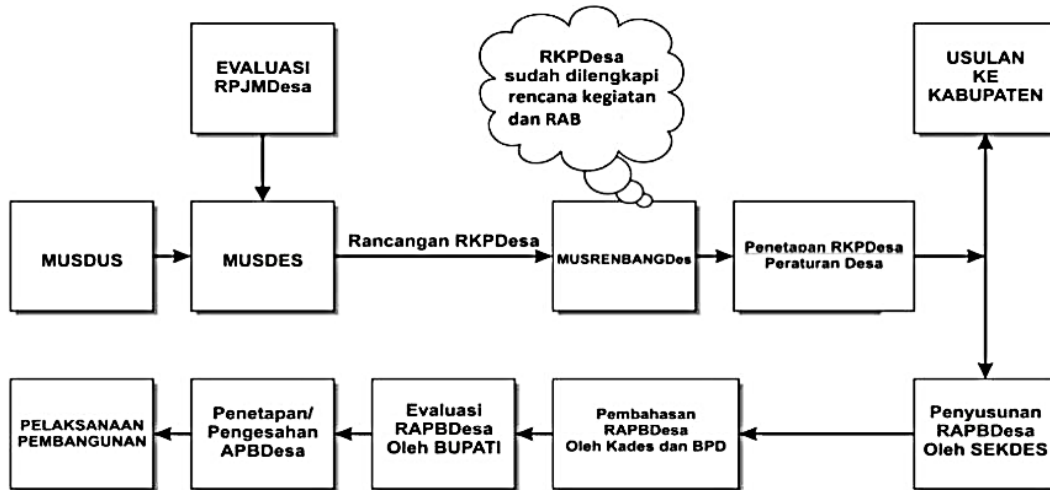 EVALUASI
RPJMDesa
RKPDesa
sudah dilengkapi
rencana kegiatan
dan RAB
USULAN
KE
KABUPATEN
MUSDUS
MUSDES
Rancangan RKPDesa
MUSRENBANGDes
Penetapan RKPDesa
Peraturan Desa
PELAKSANAAN
PEMBANGUNAN
Penetapan/
Pengesahan
APBDesa
Evaluasi
RAPBDesa
Oleh BUPATI
Pembahasan
RAPBDesa
Oleh Kades dan BPD
Penyusunan
RAPBDesa
Oleh SEKDES